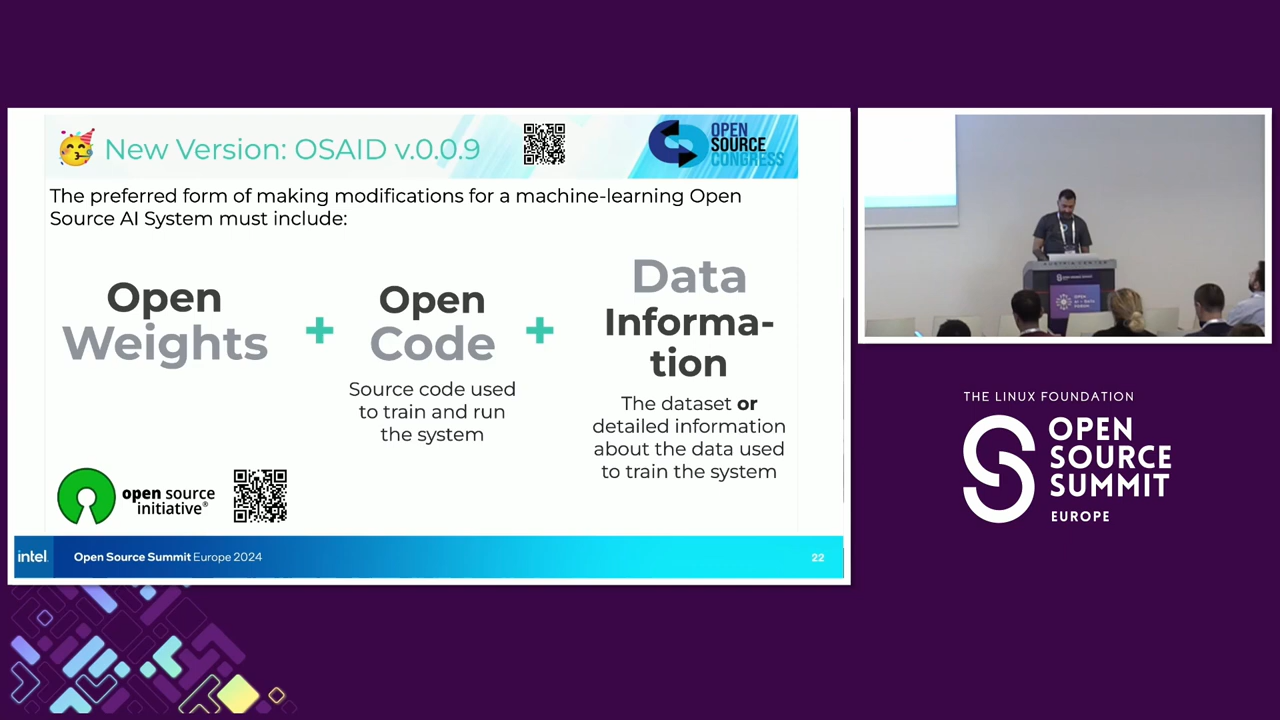 New Version: OSAID v.0.0.9
OPEN
SOURCE
CONGRESS
The preferred form of making modifications for a machine-learning Open
Source AI System must include:
Open
Weights
+
Open
Code
Source code used
to train and run
the system
+
Data
Informa-
tion
The dataset or
detailed information
about the data used
to train the system
open source
initiative®
intel.
Open Source Summit Europe 2024
22
AUSTRIA CENTER
THE LINUX FOUNDATION
OPEN
SOURCE
SUMMIT
EUROPE